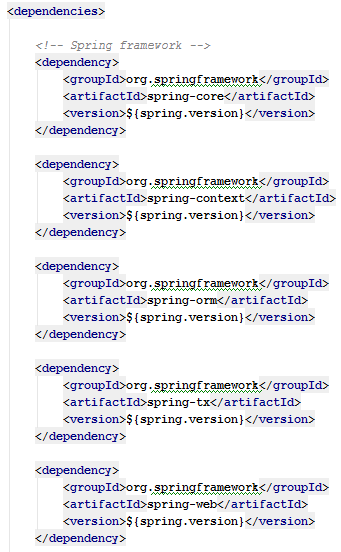 <dependencies>
<!-- Spring framework -->
<dependency>
<groupId>org.springframework</groupId>
<artifactId>spring-core</artifactId>
<version>${spring.version}</version>
</dependency>
<dependency>
<groupId>org.springframework</groupId>
<artifactId>spring-context</artifactId>
<version>${spring.version}</version>
</dependency>
<dependency>
<groupId>org.springframework</groupId>
<artifactId>spring-orm</artifactId>
<version>${spring.version}</version>
</dependency>
<dependency>
<groupId>org.springframework</groupId>
<artifactId>spring-tx</artifactId>
<version>${spring.version}</version>
</dependency>
<dependency>
<groupId>org.springframework</groupId>
<artifactId>spring-web</artifactId>
<version>${spring.version}</version>
</dependency>